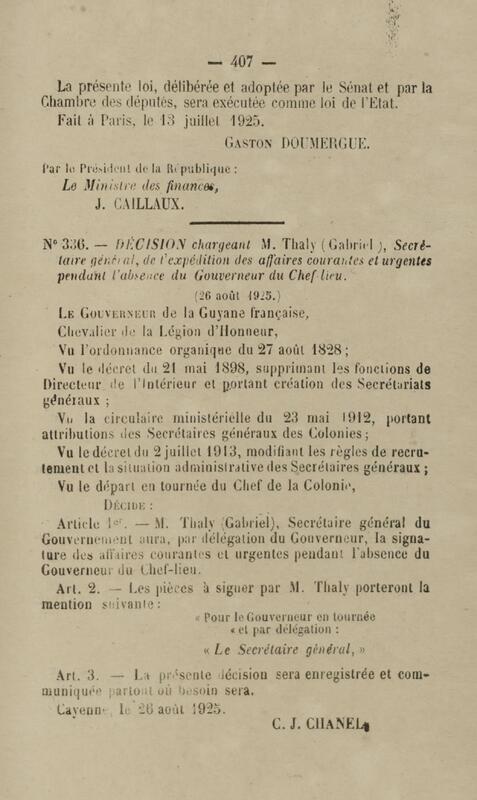 — 407 —
La présente loi, délibérée et adoptée par le Sénat et par la
Chambre des députés, sera exécutée comme loi de l'Etat.
Fait à Paris, le 13 juillet 1925.
GASTON DOUMERGUE.
Par le Président de la République :
Le Ministre des finances,
J. CAILLAUX.
N° 336. — DÉCISION chargeant M. Thaly (Gabriel), Secré-
taire général, de l'expédition des affaires courantes et urgentes
pendant l'absence du Gouverneur du Chef lieu.
(26 août 1925.)
LE GOUVERNEUR de la Guyane française,
Chevalier de la Légion d'Honneur,
Vu l'ordonnance organique du 27 août 1828 ;
Vu le décret du 21 mai 1898, supprimant les fonctions de
Directeur de l'Intérieur et portant création des Secrétariats
généraux ;
Vu la circulaire ministérielle du 23 mai 1912, portant
attributions des Secrétaires généraux des Colonies ;
Vu le décret du 2 juillet 1913, modifiant les règles de recru-
tement et la situation administrative des Secrétaires généraux ;
Vu le départ en tournée du Chef de la Colonie,
DÉCIDE :
Article 1er. — M. Thaly (Gabriel), Secrétaire général du
Gouvernement aura, par délégation du Gouverneur, la signa-
ture des affaires courantes et urgentes pendant l'absence du
Gouverneur du Chef-lieu.
Art. 2. — Les pièces à signer par M. Thaly porteront la
mention suivante :
« Pour le Gouverneur en tournée
« et par délégation :
« Le Secrétaire général, »
Art. 3. — La présente décision sera enregistrée et com-
muniquée partout où besoin sera.
Cayenne, le 26 août 1925.
C. J. CHANEL.